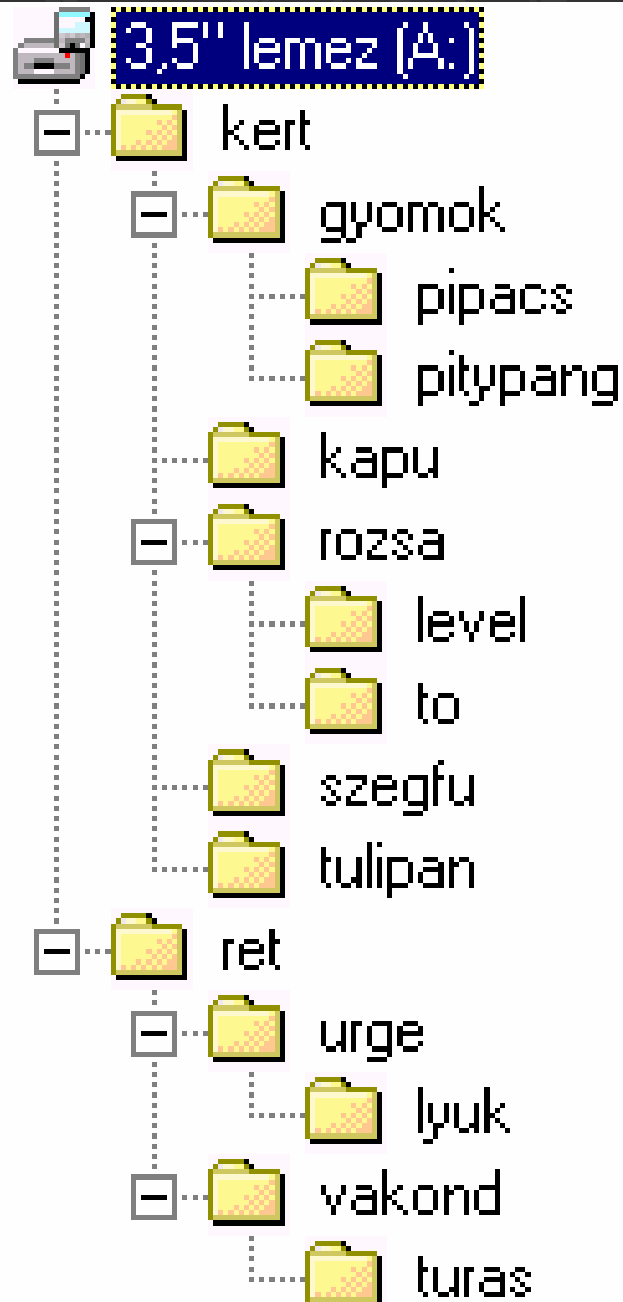 3,5'' lemez (A:)
kert
gyomok
pipacs
pitypang
kapu
rozsa
level
to
szegfu
tulipan
ret
urge
lyuk
vakond
turas